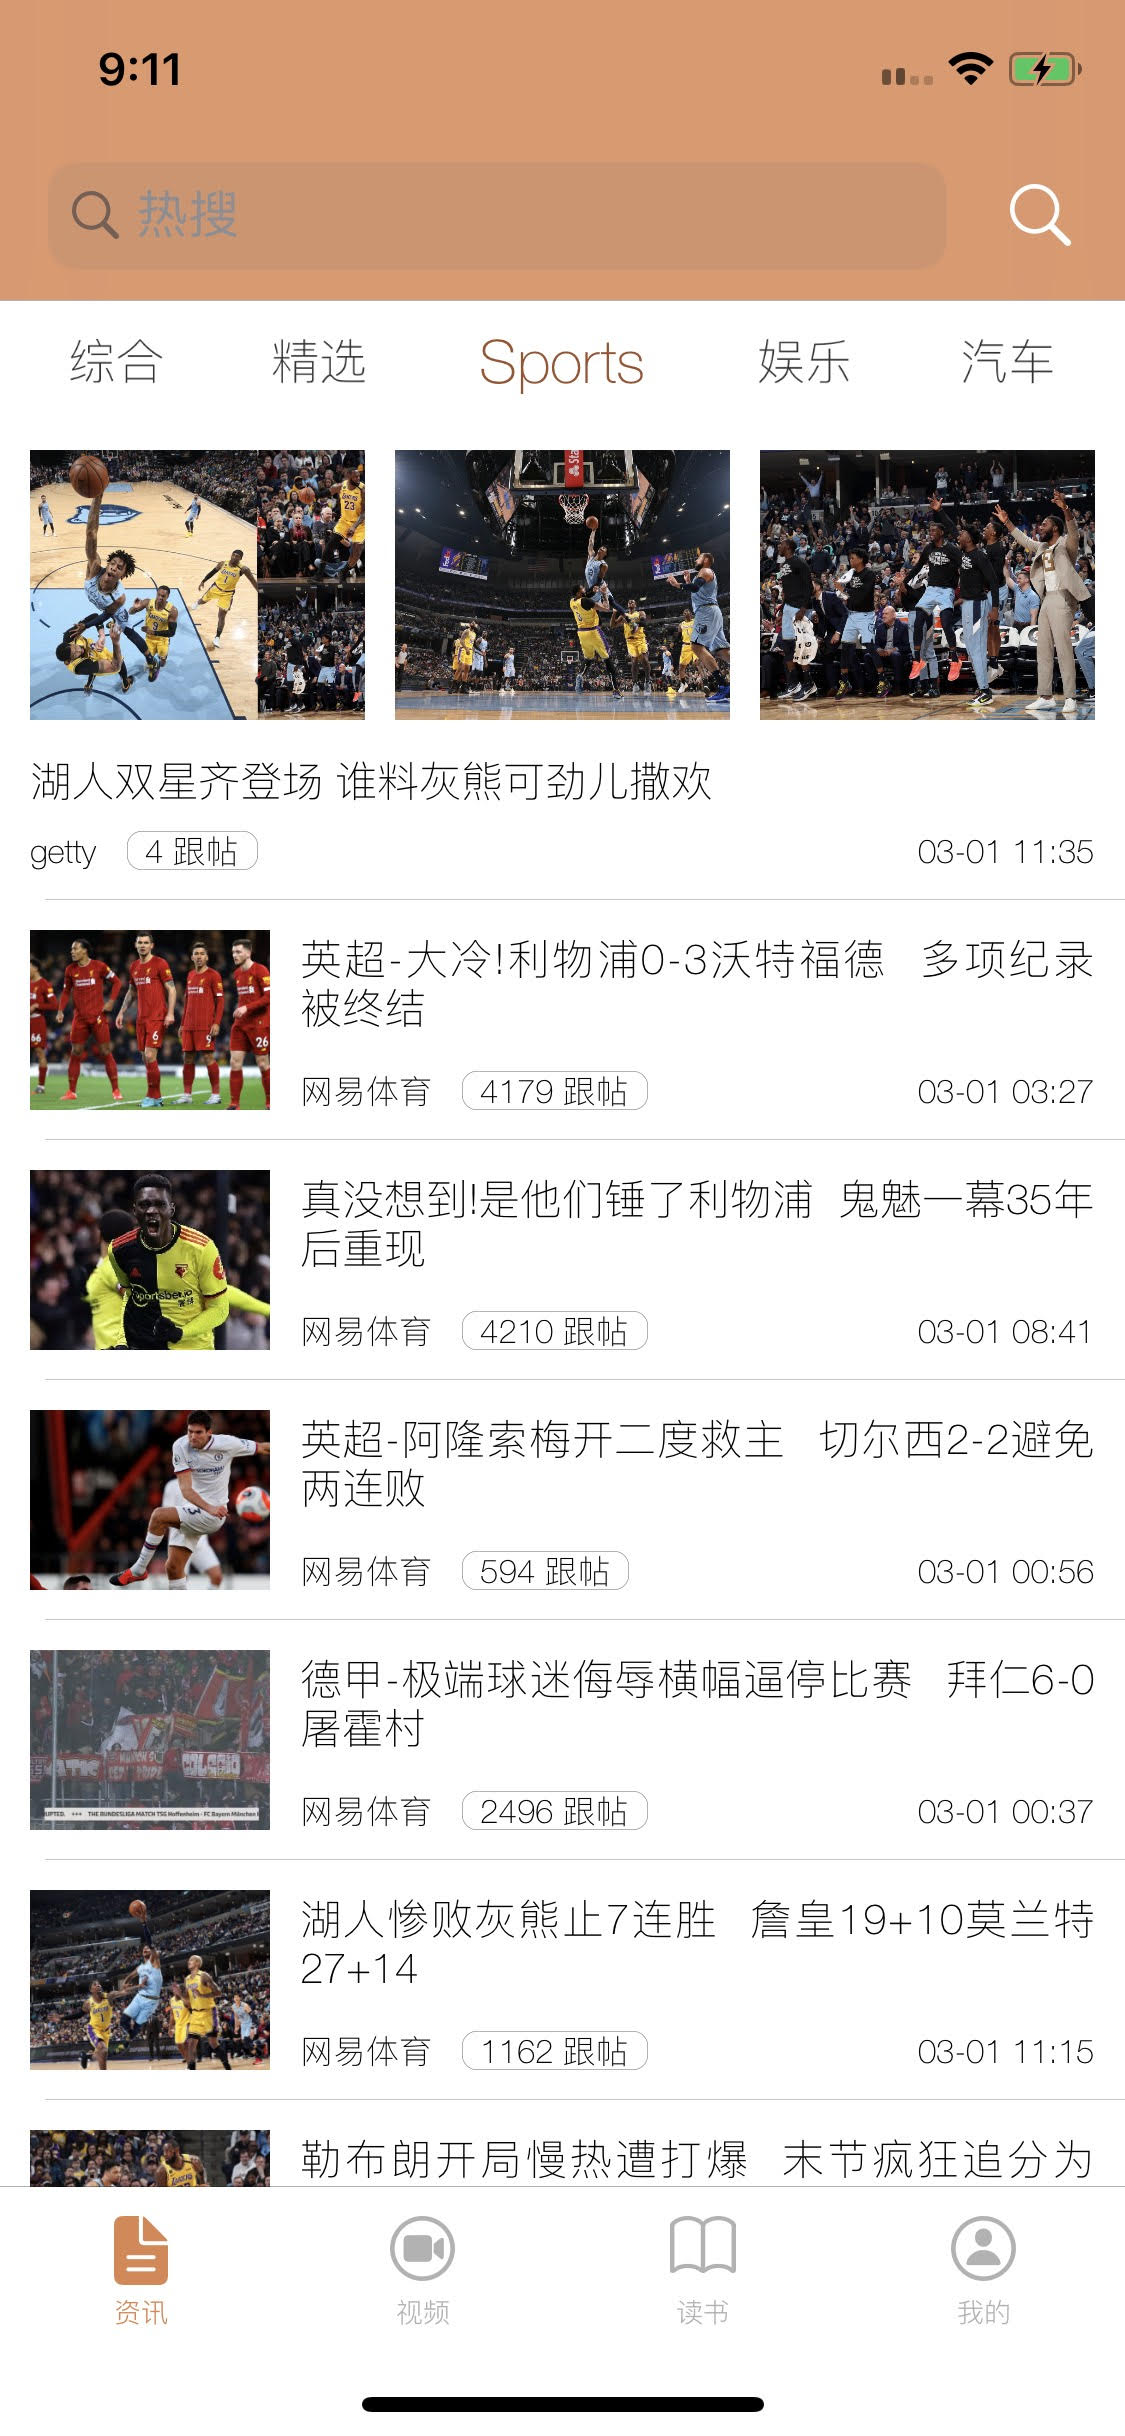 9:11
热搜
综合 精选 Sports 娱乐 汽车
湖人双星齐登场 谁料灰熊可劲儿撒欢
getty 4 跟帖 03-01 11:35
英超-大冷!利物浦0-3沃特福德 多项纪录
被终结
网易体育 4179 跟帖 03-01 03:27
真没想到!是他们锤了利物浦 鬼魅一幕35年
后重现
网易体育 4210 跟帖 03-01 08:41
英超-阿隆索梅开二度救主 切尔西2-2避免
两连败
网易体育 594 跟帖 03-01 00:56
德甲-极端球迷侮辱横幅逼停比赛 拜仁6-0
屠霍村
THE BUNDESLIGA MATCH TSG Hoffenheim - FC Bayern München
网易体育 2496 跟帖 03-01 00:37
湖人惨败灰熊止7连胜 詹皇19+10莫兰特
27+14
网易体育 1162 跟帖 03-01 11:15
勒布朗开局慢热遭打爆 末节疯狂追分为
资讯 视频 读书 我的